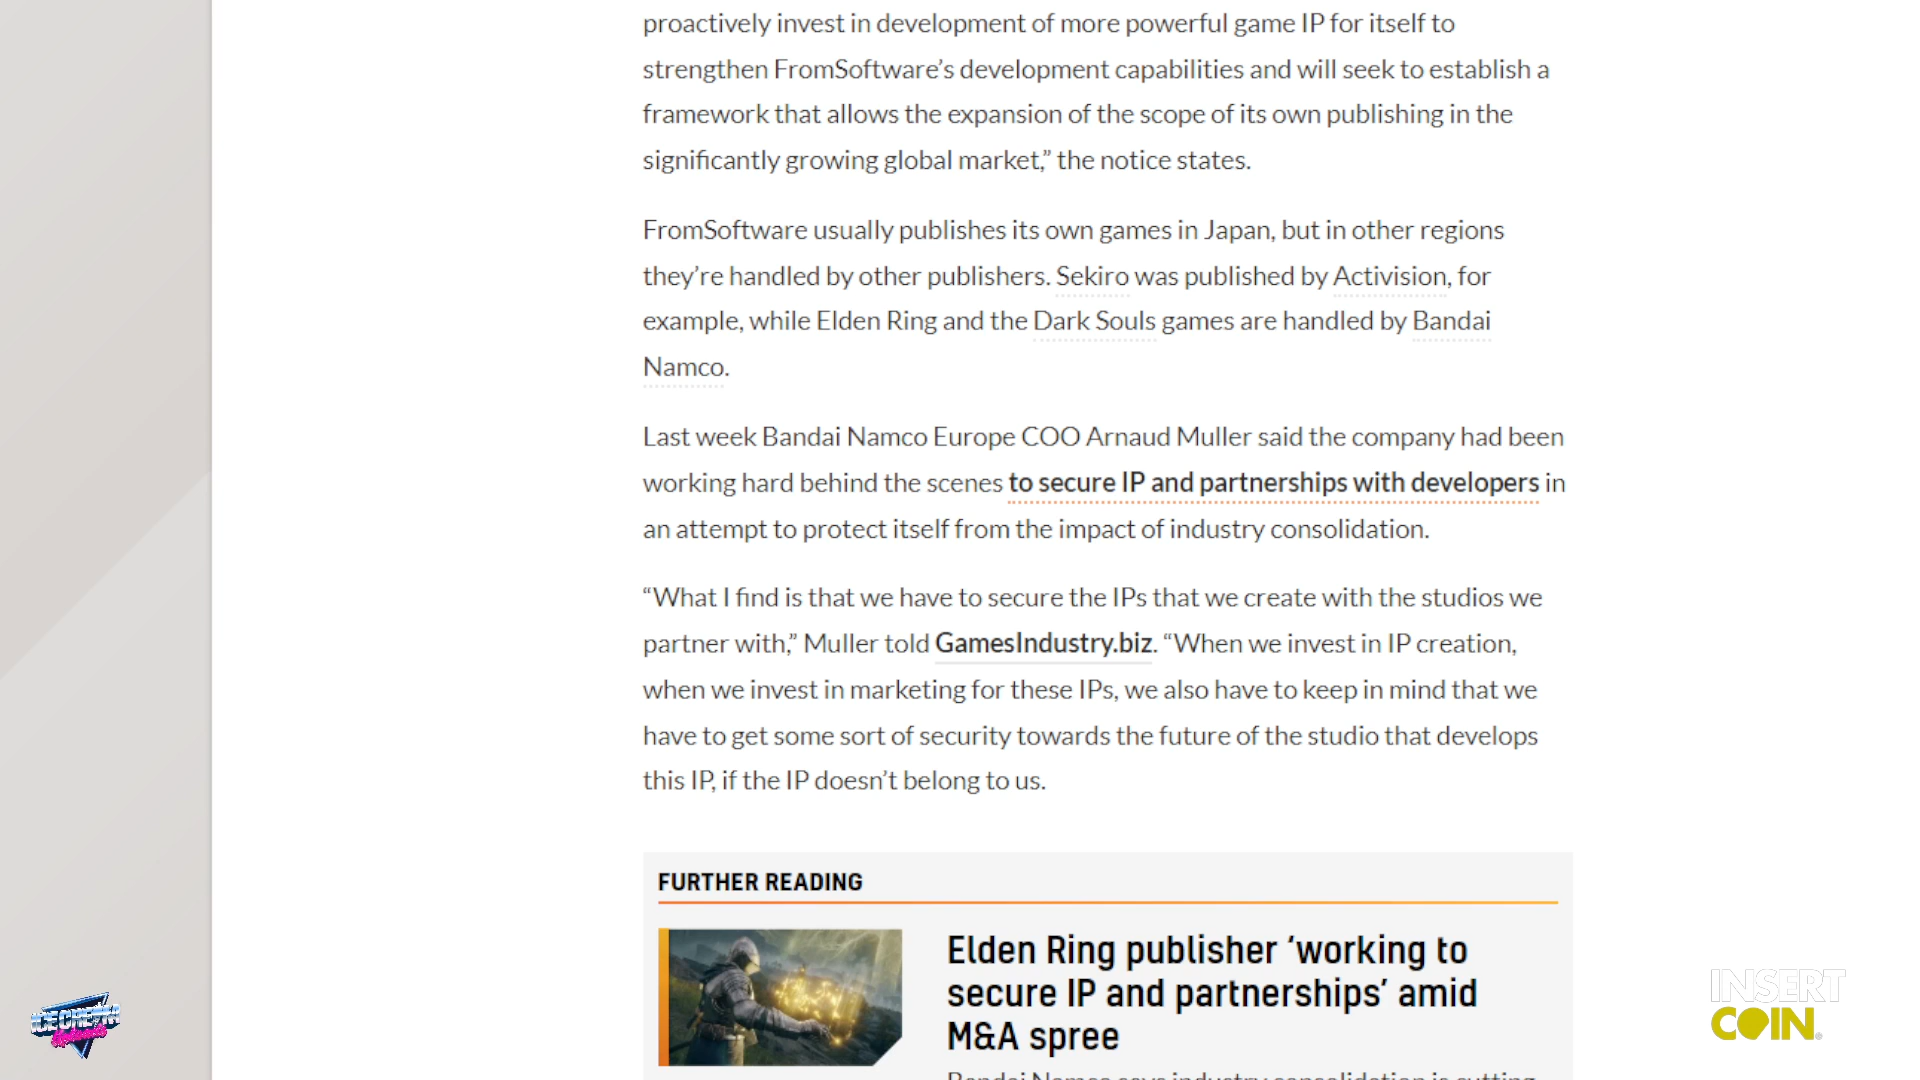 proactively invest in development of more powerful game IP for itself to
strengthen FromSoftware’s development capabilities and will seek to establish a
framework that allows the expansion of the scope of its own publishing in the
significantly growing global market,” the notice states.
FromSoftware usually publishes its own games in Japan, but in other regions
they’re handled by other publishers. Sekiro was published by Activision, for
example, while Elden Ring and the Dark Souls games are handled by Bandai
Namco.
Last week Bandai Namco Europe COO Arnaud Muller said the company had been
working hard behind the scenes to secure IP and partnerships with developers in
an attempt to protect itself from the impact of industry consolidation.
“What I find is that we have to secure the IPs that we create with the studios we
partner with,” Muller told GamesIndustry.biz. “When we invest in IP creation,
when we invest in marketing for these IPs, we also have to keep in mind that we
have to get some sort of security towards the future of the studio that develops
this IP, if the IP doesn’t belong to us.
FURTHER READING
Elden Ring publisher ‘working to
secure IP and partnerships’ amid
M&A spree
Bandai Namco says industry consolidation is cutting
INSERT
COIN